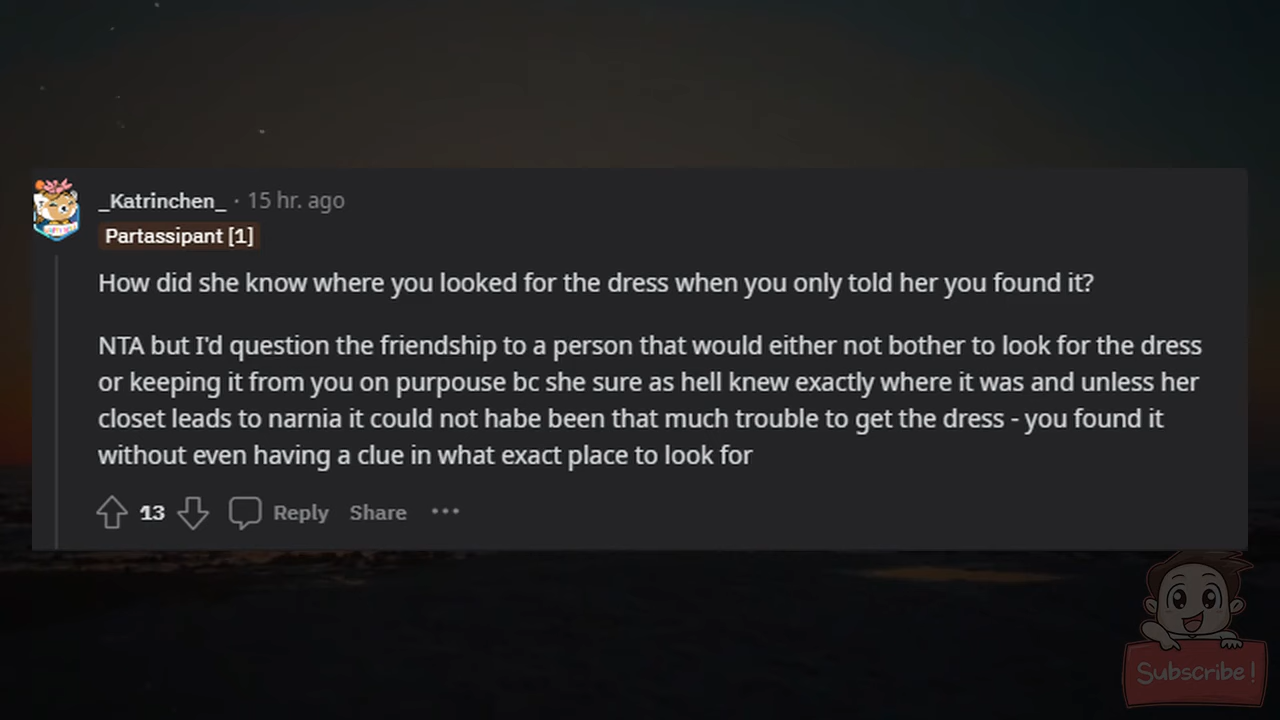 _Katrinchen_ · 15 hr. ago
Partassipant [1]
How did she know where you looked for the dress when you only told her you found it?
NTA but I'd question the friendship to a person that would either not bother to look for the dress
or keeping it from you on purpouse bc she sure as hell knew exactly where it was and unless her
closet leads to narnia it could not habe been that much trouble to get the dress - you found it
without even having a clue in what exact place to look for
13 Reply Share ···
Subscribe!